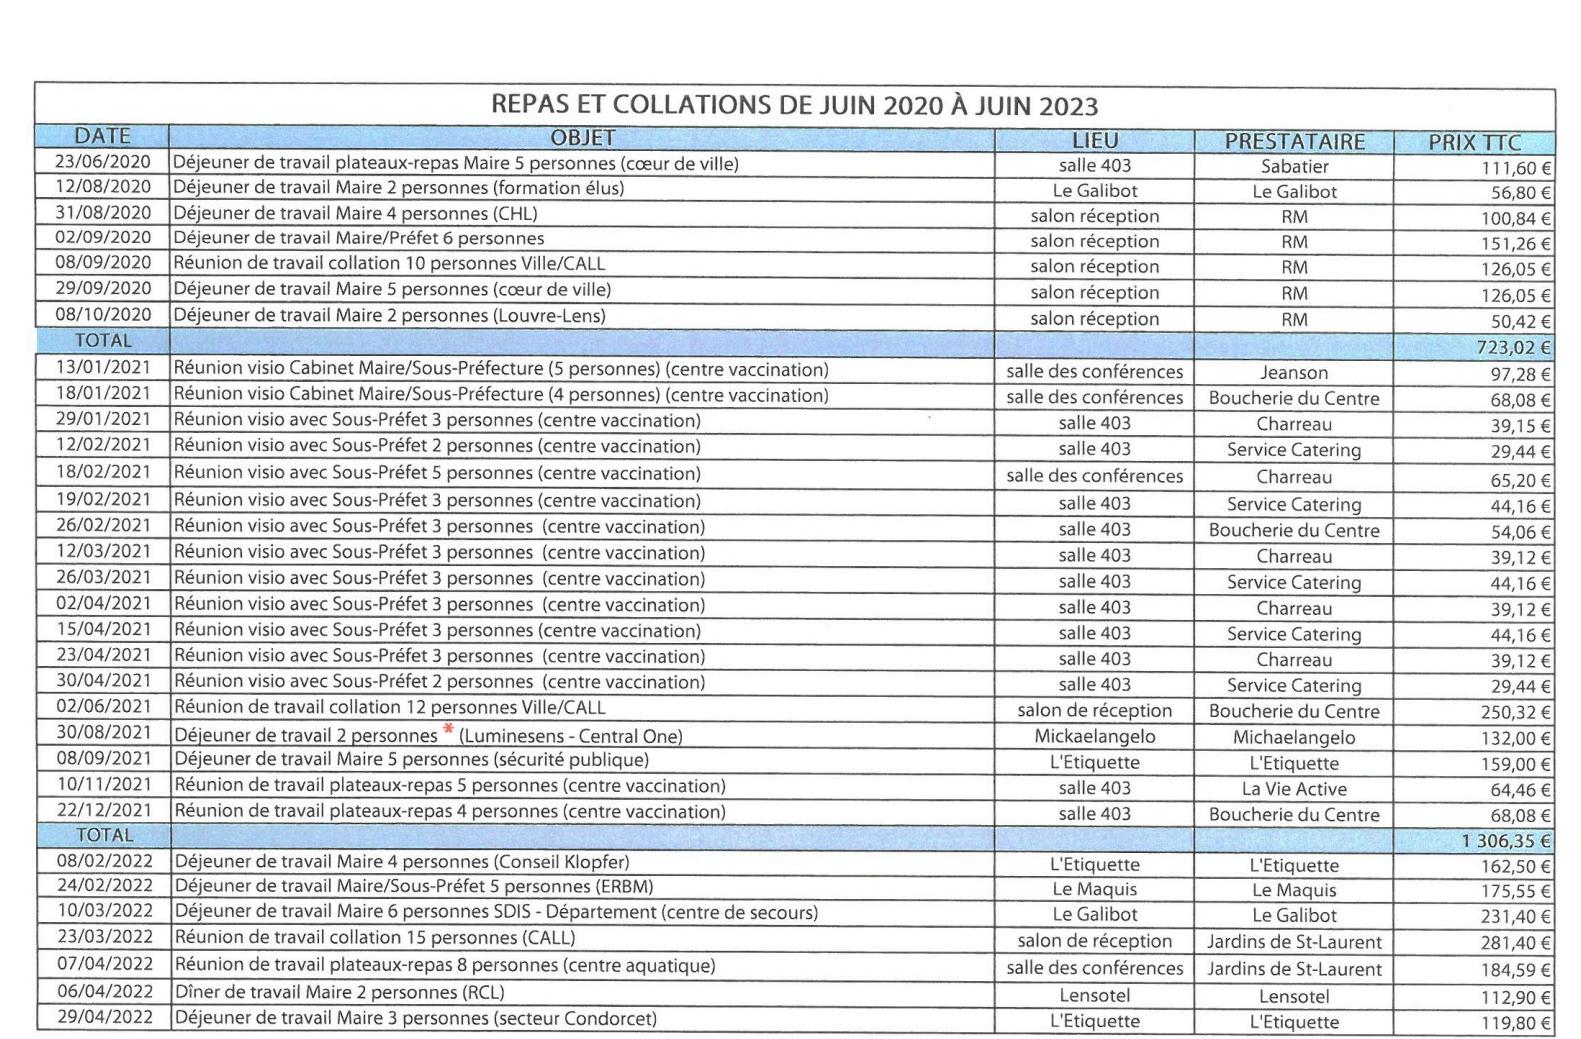 REPAS ET COLLATIONS DE JUIN 2020 À JUIN 2023
DATE OBJET LIEU PRESTATAIRE PRIX TTC
23/06/2020 Déjeuner de travail plateaux-repas Maire 5 personnes (cœur de ville) salle 403 Sabatier 111,60 €
12/08/2020 Déjeuner de travail Maire 2 personnes (formation élus) Le Galibot Le Galibot 56,80 €
31/08/2020 Déjeuner de travail Maire 4 personnes (CHL) salon réception RM 100,84 €
02/09/2020 Déjeuner de travail Maire/Préfet 6 personnes salon réception RM 151,26 €
08/09/2020 Réunion de travail collation 10 personnes Ville/CALL salon réception RM 126,05 €
29/09/2020 Déjeuner de travail Maire 5 personnes (cœur de ville) salon réception RM 126,05 €
08/10/2020 Déjeuner de travail Maire 2 personnes (Louvre-Lens) salon réception RM 50,42 €
TOTAL 723,02 €
13/01/2021 Réunion visio Cabinet Maire/Sous-Préfecture (5 personnes) (centre vaccination) salle des conférences Jeanson 97,28 €
18/01/2021 Réunion visio Cabinet Maire/Sous-Préfecture (4 personnes) (centre vaccination) salle des conférences Boucherie du Centre 68,08 €
29/01/2021 Réunion visio avec Sous-Préfet 3 personnes (centre vaccination) salle 403 Charreau 39,15 €
12/02/2021 Réunion visio avec Sous-Préfet 2 personnes (centre vaccination) salle 403 Service Catering 29,44 €
18/02/2021 Réunion visio avec Sous-Préfet 5 personnes (centre vaccination) salle des conférences Charreau 65,20 €
19/02/2021 Réunion visio avec Sous-Préfet 3 personnes (centre vaccination) salle 403 Service Catering 44,16 €
26/02/2021 Réunion visio avec Sous-Préfet 3 personnes (centre vaccination) salle 403 Boucherie du Centre 54,06 €
12/03/2021 Réunion visio avec Sous-Préfet 3 personnes (centre vaccination) salle 403 Charreau 39,12 €
26/03/2021 Réunion visio avec Sous-Préfet 3 personnes (centre vaccination) salle 403 Service Catering 44,16 €
02/04/2021 Réunion visio avec Sous-Préfet 3 personnes (centre vaccination) salle 403 Charreau 39,12 €
15/04/2021 Réunion visio avec Sous-Préfet 3 personnes (centre vaccination) salle 403 Service Catering 44,16 €
23/04/2021 Réunion visio avec Sous-Préfet 3 personnes (centre vaccination) salle 403 Charreau 39,12 €
30/04/2021 Réunion visio avec Sous-Préfet 2 personnes (centre vaccination) salle 403 Service Catering 29,44 €
02/06/2021 Réunion de travail collation 12 personnes Ville/CALL salon de réception Boucherie du Centre 250,32 €
30/08/2021 Déjeuner de travail 2 personnes * (Luminesens - Central One) Mickaelangelo Michaelangelo 132,00 €
08/09/2021 Déjeuner de travail Maire 5 personnes (sécurité publique) L'Etiquette L'Etiquette 159,00 €
10/11/2021 Réunion de travail plateaux-repas 5 personnes (centre vaccination) salle 403 La Vie Active 64,46 €
22/12/2021 Réunion de travail plateaux-repas 4 personnes (centre vaccination) salle 403 Boucherie du Centre 68,08 €
TOTAL 1 306,35 €
08/02/2022 Déjeuner de travail Maire 4 personnes (Conseil Klopfer) L'Etiquette L'Etiquette 162,50 €
24/02/2022 Déjeuner de travail Maire/Sous-Préfet 5 personnes (ERBM) Le Maquis Le Maquis 175,55 €
10/03/2022 Déjeuner de travail Maire 6 personnes SDIS - Département (centre de secours) Le Galibot Le Galibot 231,40 €
23/03/2022 Réunion de travail collation 15 personnes (CALL) salon de réception Jardins de St-Laurent 281,40 €
07/04/2022 Réunion de travail plateaux-repas 8 personnes (centre aquatique) salle des conférences Jardins de St-Laurent 184,59 €
06/04/2022 Dîner de travail Maire 2 personnes (RCL) Lensotel Lensotel 112,90 €
29/04/2022 Déjeuner de travail Maire 3 personnes (secteur Condorcet) L'Etiquette L'Etiquette 119,80 €